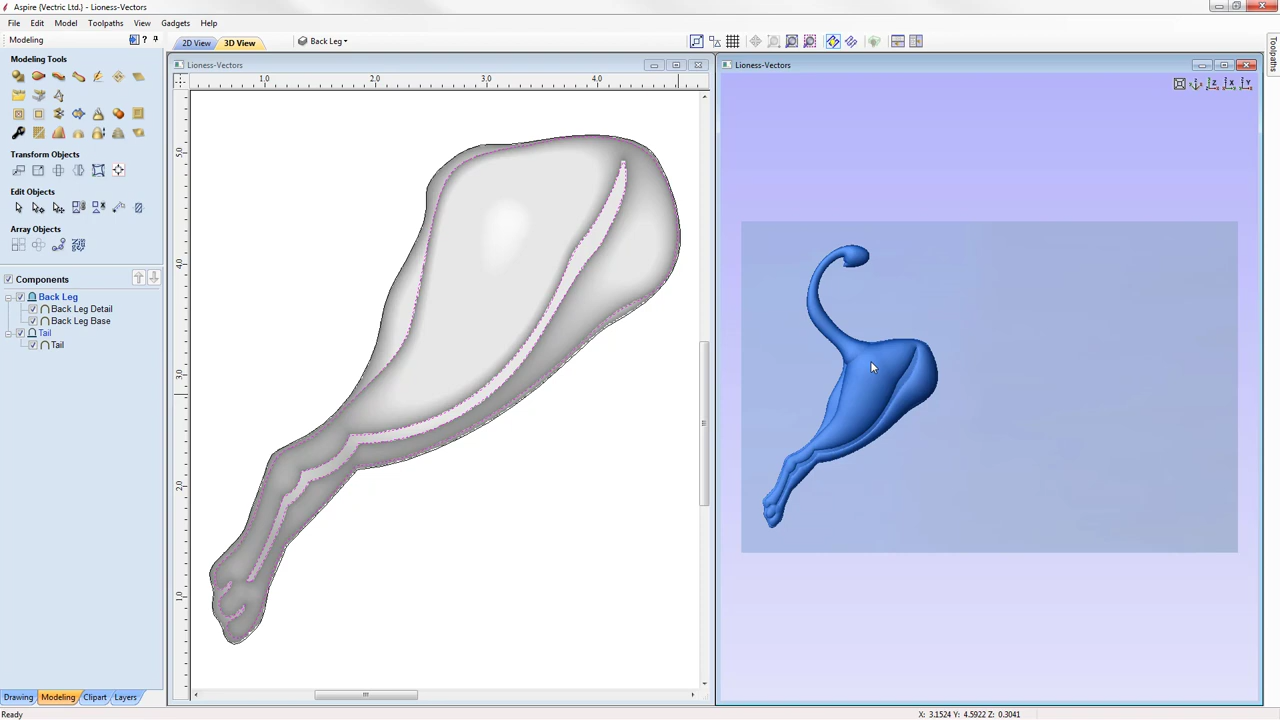 Aspire (Vectric Ltd.) - Lioness-Vectors
File Edit Model Toolpaths View Gadgets Help
Modeling
2D View 3D View Back Leg
Modeling Tools
Transform Objects
Edit Objects
Array Objects
Components
Back Leg
Back Leg Detail
Back Leg Base
Tail
Tail
Lioness-Vectors
1.0 2.0 3.0 4.0
5.0
4.0
3.0
2.0
1.0
Lioness-Vectors
Z X Y
Toolpaths
Drawing Modeling Clipart Layers
Ready
X: 3.1524 Y: 4.5922 Z: 0.3041